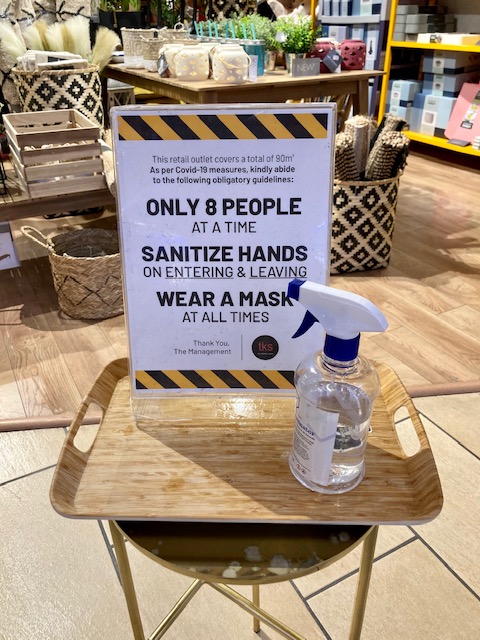 This retail outlet covers a total of 90m²
As per Covid-19 measures, kindly abide
to the following obligatory guidelines:
ONLY 8 PEOPLE
AT A TIME
SANITIZE HANDS
ON ENTERING & LEAVING
WEAR A MASK
AT ALL TIMES
Thank You,
The Management
tks
NEW